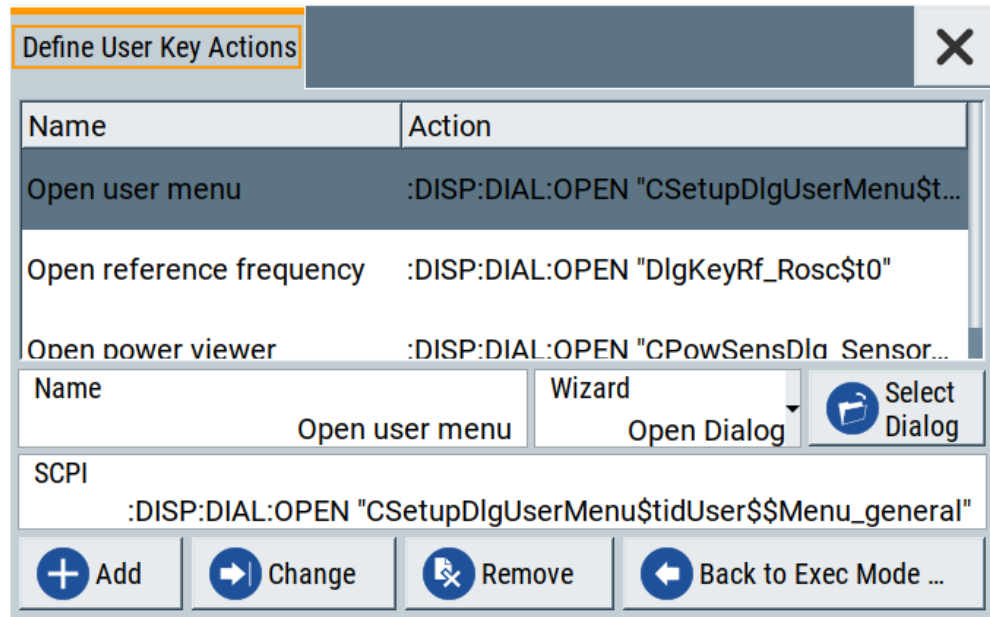 Define User Key Actions
Name Action
Open user menu :DISP:DIAL:OPEN "CSetupDlgUserMenu$t...
Open reference frequency :DISP:DIAL:OPEN "DlgKeyRf_Rosc$t0"
Open power viewer :DISP:DIAL:OPEN "CPowSensDlg_Sensor...
Name
Open user menu
Wizard
Open Dialog
Select
Dialog
SCPI
:DISP:DIAL:OPEN "CSetupDlgUserMenu$tidUser$$Menu_general"
Add Change Remove Back to Exec Mode ...